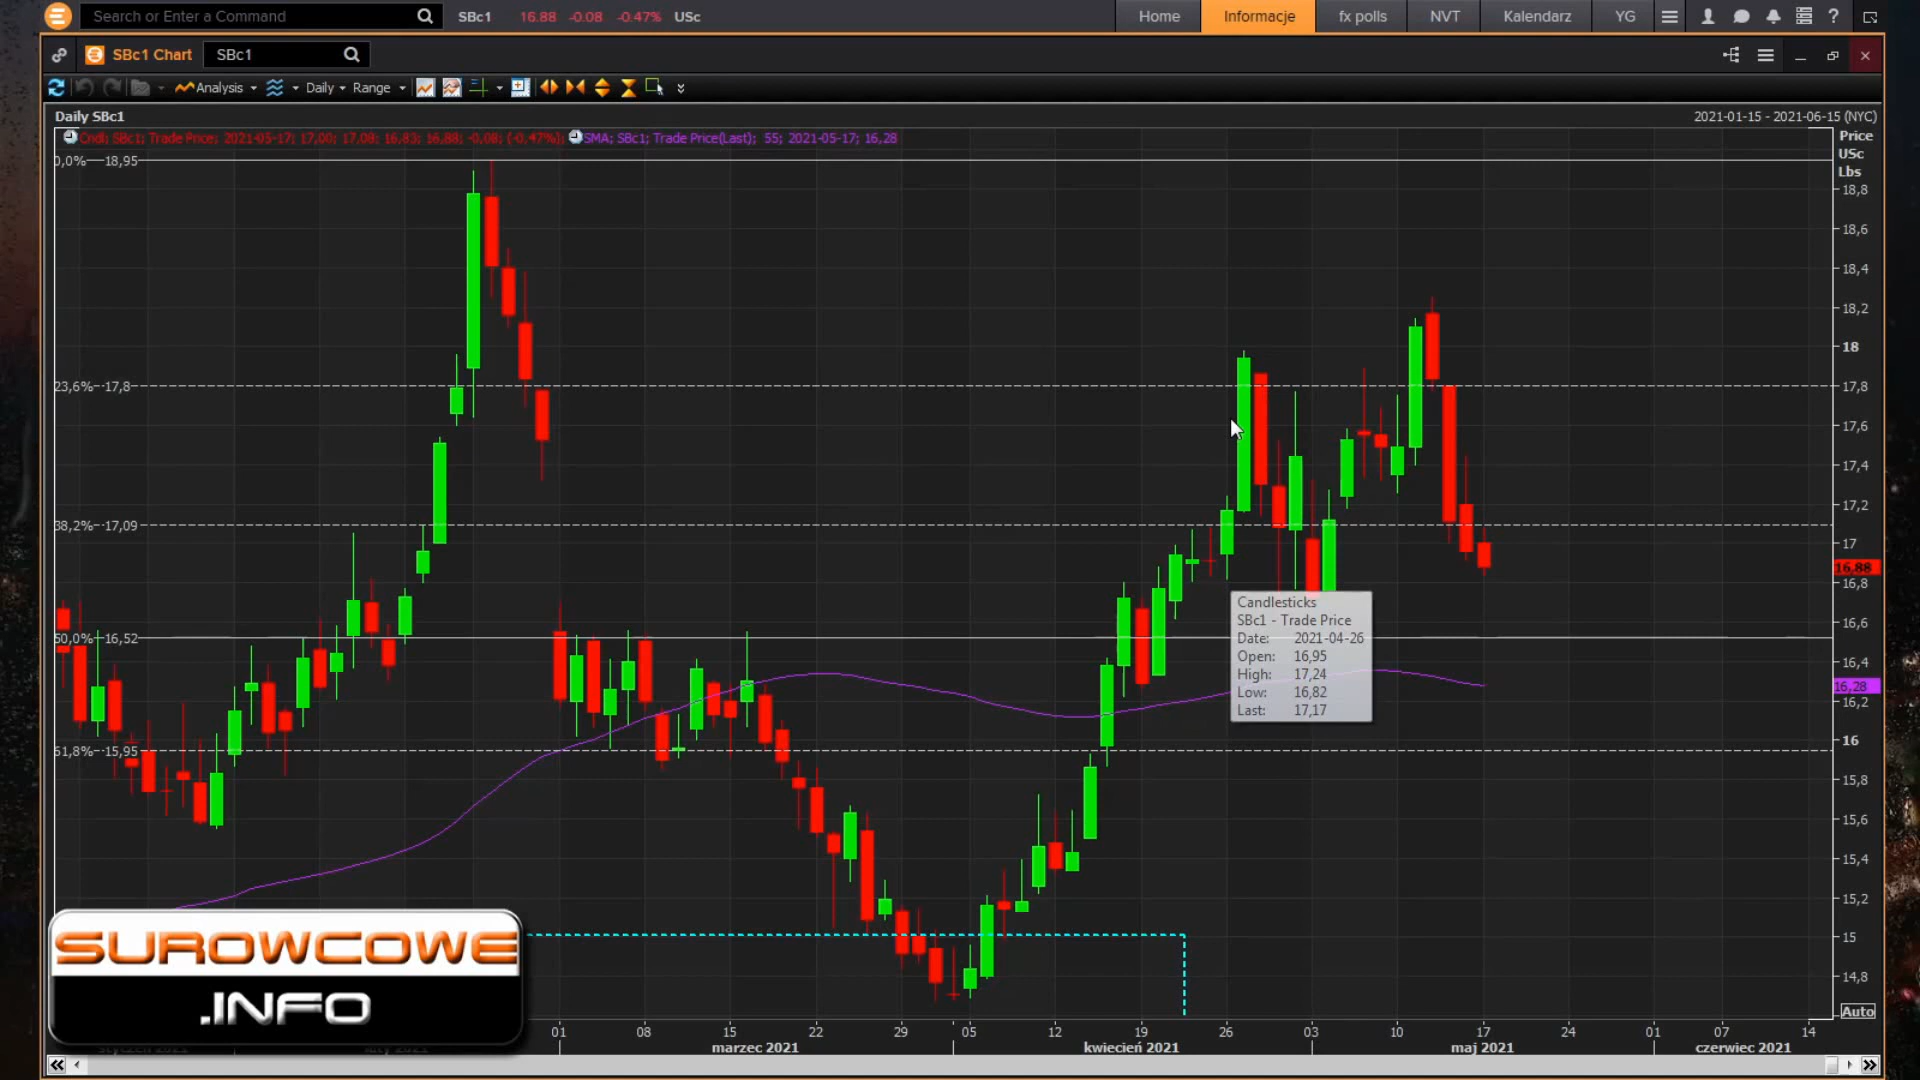 Search or Enter a Command SBc1 16.88 -0.08 -0.47% USc Home Informacje fx polls NVT Kalendarz YG ?
SBc1 Chart SBc1
Analysis Daily Range
Daily SBc1 2021-01-15 - 2021-06-15 (NYC)
Cndl; SBc1; Trade Price; 2021-05-17; 17,00; 17,08; 16,83; 16,88; -0,08; (-0,47%); SMA; SBc1; Trade Price(Last); 55; 2021-05-17; 16,28
Price
USc
Lbs
0,0% 18,95
18,8
18,6
18,4
18,2
18
23,6% 17,8 17,8
17,6
17,4
17,2
38,2% 17,09
17
16,88
16,8
50,0% 16,52
16,6
16,4
16,28
16,2
16
51,8% 15,95
15,8
15,6
15,4
15,2
15
14,8
Auto
Candlesticks
SBc1 - Trade Price
Date: 2021-04-26
Open: 16,95
High: 17,24
Low: 16,82
Last: 17,17
SUROWCOWE
.INFO
01 08 15 22 29 05 12 19 26 03 10 17 24 01 07 14
marzec 2021 kwiecień 2021 maj 2021 czerwiec 2021